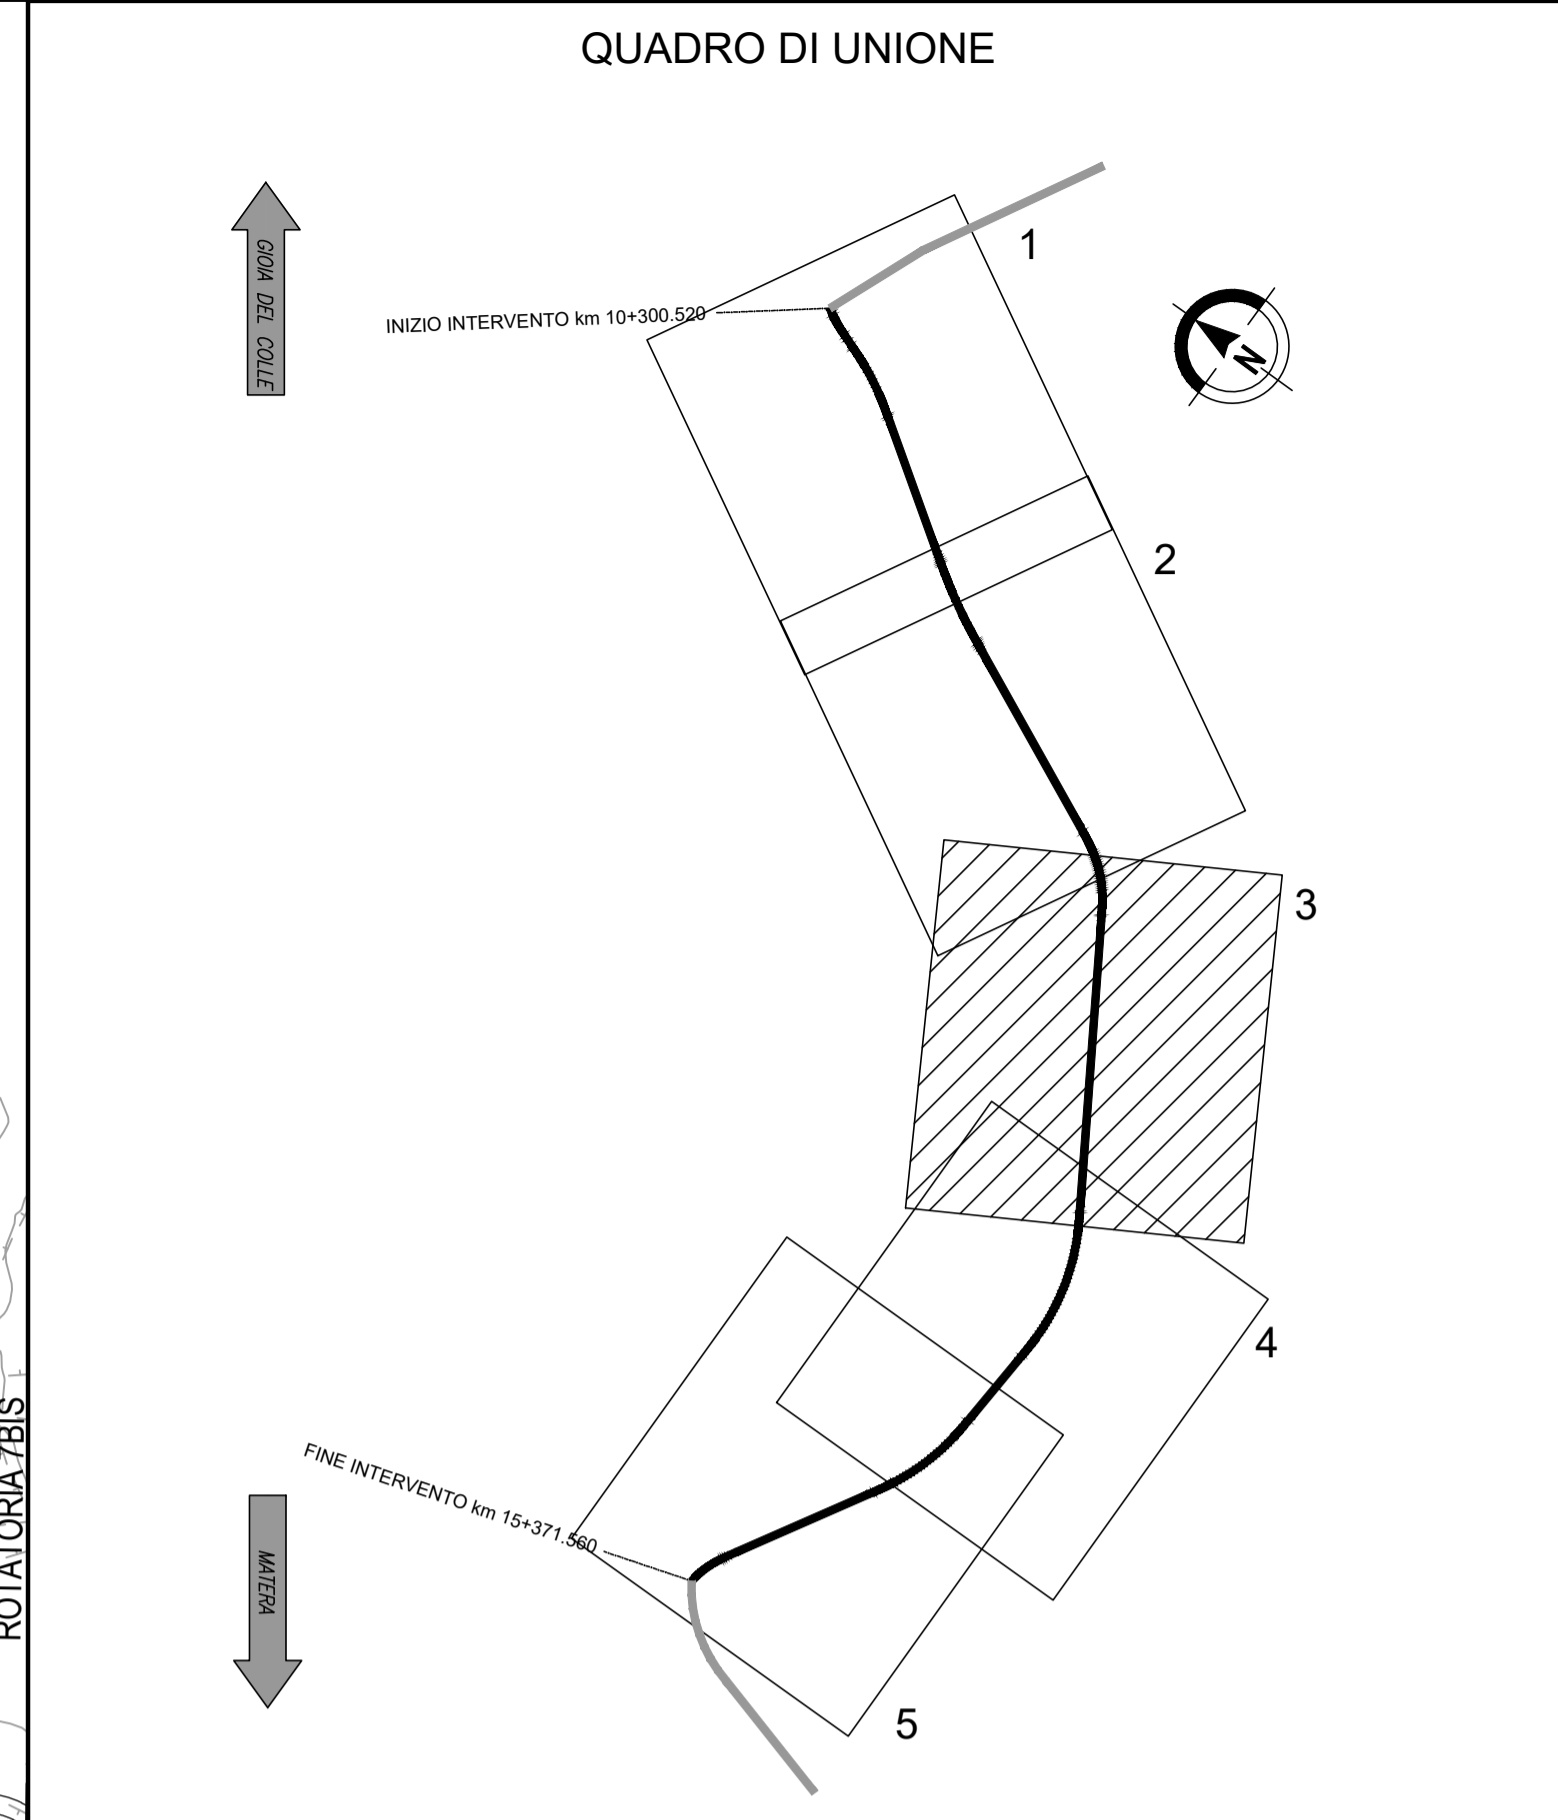 QUADRO DI UNIONE
1
GIOIA DEL COLLE
INIZIO INTERVENTO km 10+300.520
N
2
3
4
FINE INTERVENTO km 15+371.560
MATERA
ROTATORIA 7BIS
5